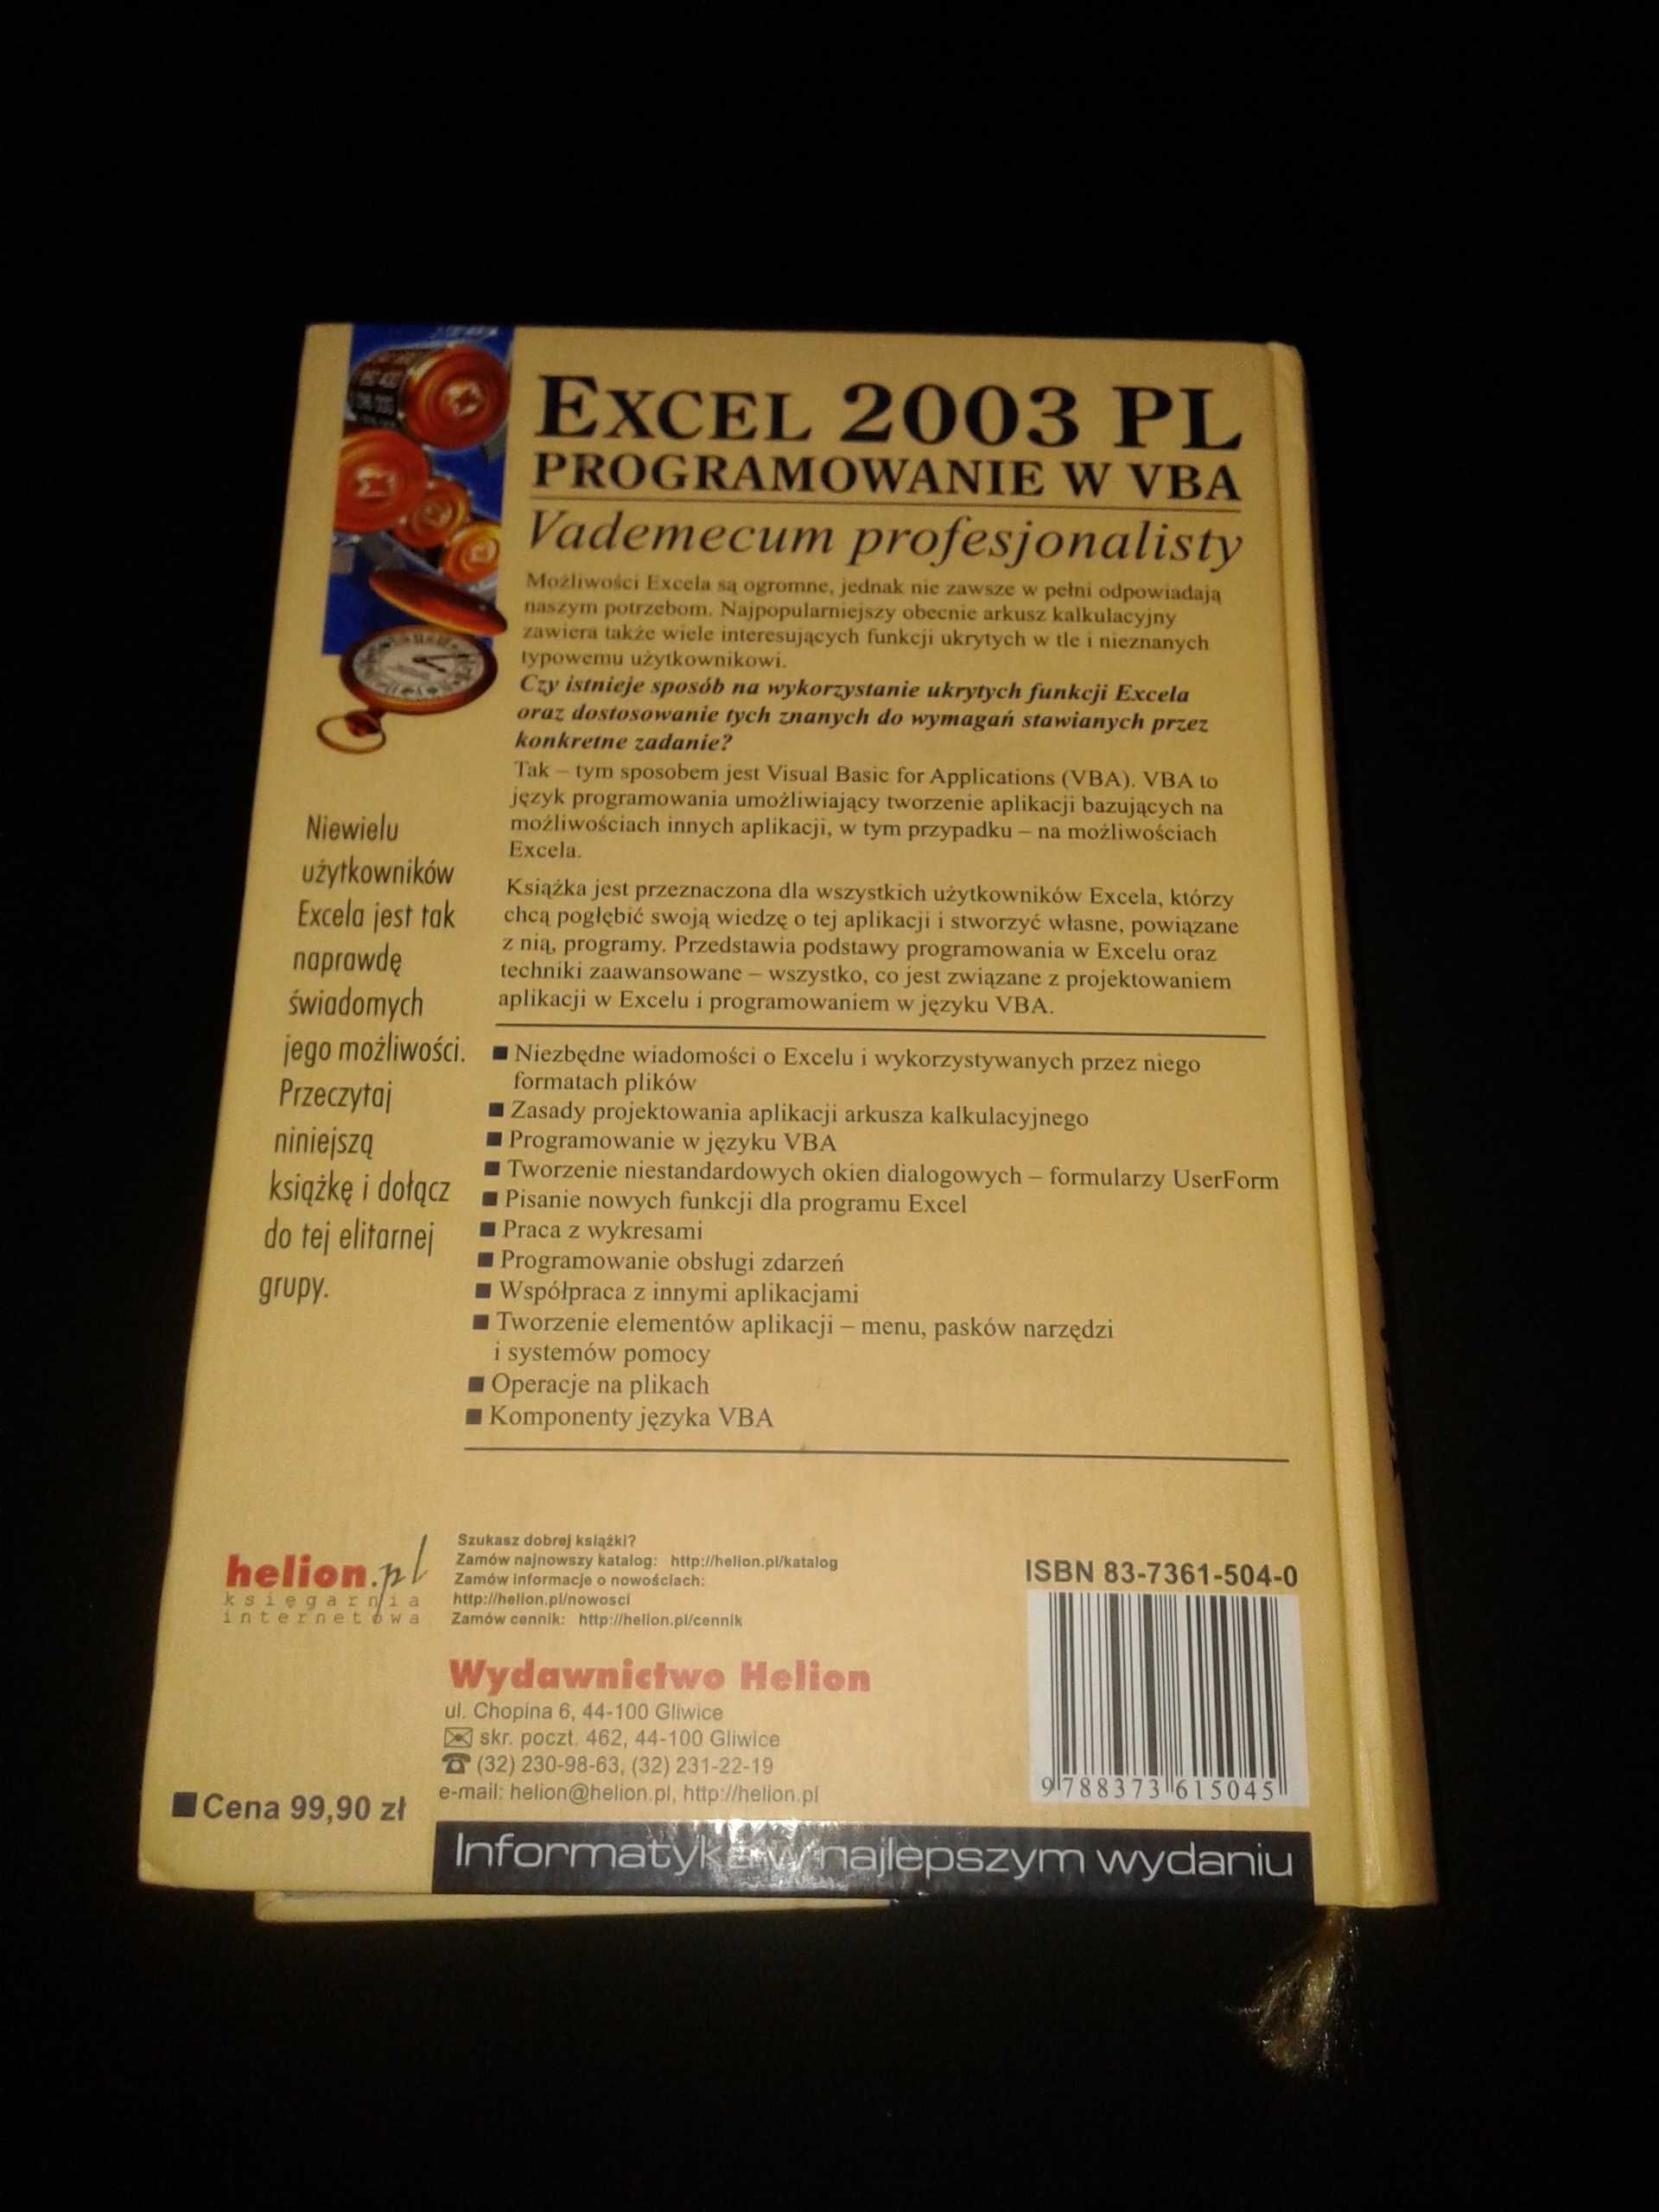 EXCEL 2003 PL
PROGRAMOWANIE W VBA
Vademecum profesjonalisty
Możliwości Excela są ogromne, jednak nie zawsze w pełni odpowiadają
naszym potrzebom. Najpopularniejszy obecnie arkusz kalkulacyjny
zawiera także wiele interesujących funkcji ukrytych w tle i nieznanych
typowemu użytkownikowi.
Czy istnieje sposób na wykorzystanie ukrytych funkcji Excela
oraz dostosowanie tych znanych do wymagań stawianych przez
konkretne zadanie?
Tak – tym sposobem jest Visual Basic for Applications (VBA). VBA to
język programowania umożliwiający tworzenie aplikacji bazujących na
możliwościach innych aplikacji, w tym przypadku – na możliwościach
Excela.
Książka jest przeznaczona dla wszystkich użytkowników Excela, którzy
chcą pogłębić swoją wiedzę o tej aplikacji i stworzyć własne, powiązane
z nią, programy. Przedstawia podstawy programowania w Excelu oraz
techniki zaawansowane – wszystko, co jest związane z projektowaniem
aplikacji w Excelu i programowaniem w języku VBA.
Niewielu
użytkowników
Excela jest tak
naprawdę
świadomych
jego możliwości.
Przeczytaj
niniejszą
książkę i dołącz
do tej elitarnej
grupy.
■ Niezbędne wiadomości o Excelu i wykorzystywanych przez niego
formatach plików
■ Zasady projektowania aplikacji arkusza kalkulacyjnego
■ Programowanie w języku VBA
■ Tworzenie niestandardowych okien dialogowych – formularzy UserForm
■ Pisanie nowych funkcji dla programu Excel
■ Praca z wykresami
■ Programowanie obsługi zdarzeń
■ Współpraca z innymi aplikacjami
■ Tworzenie elementów aplikacji – menu, pasków narzędzi
i systemów pomocy
■ Operacje na plikach
■ Komponenty języka VBA
helion.pl
księgarnia
internetowa
Szukasz dobrej książki?
Zamów najnowszy katalog: http://helion.pl/katalog
Zamów informacje o nowościach:
http://helion.pl/nowosci
Zamów cennik: http://helion.pl/cennik
Wydawnictwo Helion
ul. Chopina 6, 44-100 Gliwice
skr. poczt. 462, 44-100 Gliwice
(32) 230-98-63, (32) 231-22-19
e-mail: helion@helion.pl, http://helion.pl
■ Cena 99,90 zł
ISBN 83-7361-504-0
9 788373 615045
Informatyka w najlepszym wydaniu